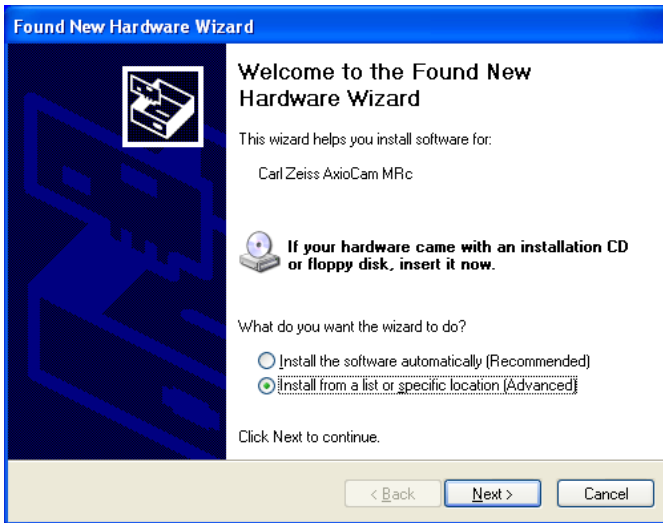 Found New Hardware Wizard
Welcome to the Found New
Hardware Wizard
This wizard helps you install software for:
Carl Zeiss AxioCam MRc
If your hardware came with an installation CD
or floppy disk, insert it now.
What do you want the wizard to do?
Install the software automatically (Recommended)
Install from a list or specific location (Advanced)
Click Next to continue.
< Back
Next >
Cancel